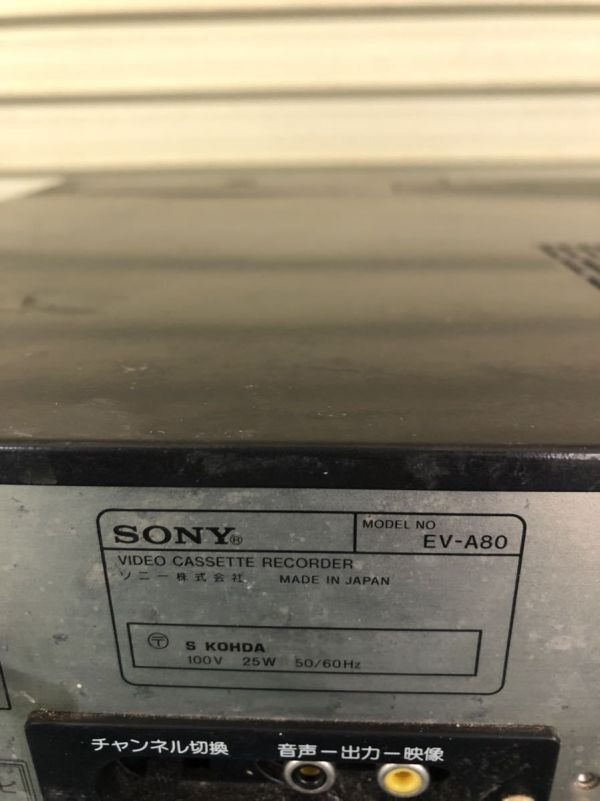 SONY®
MODEL NO
EV-A80
VIDEO CASSETTE RECORDER
ソニー株式会社 MADE IN JAPAN
〶 S KOHDA
100V 25W 50/60Hz
チャンネル切換 音声ー出力ー映像